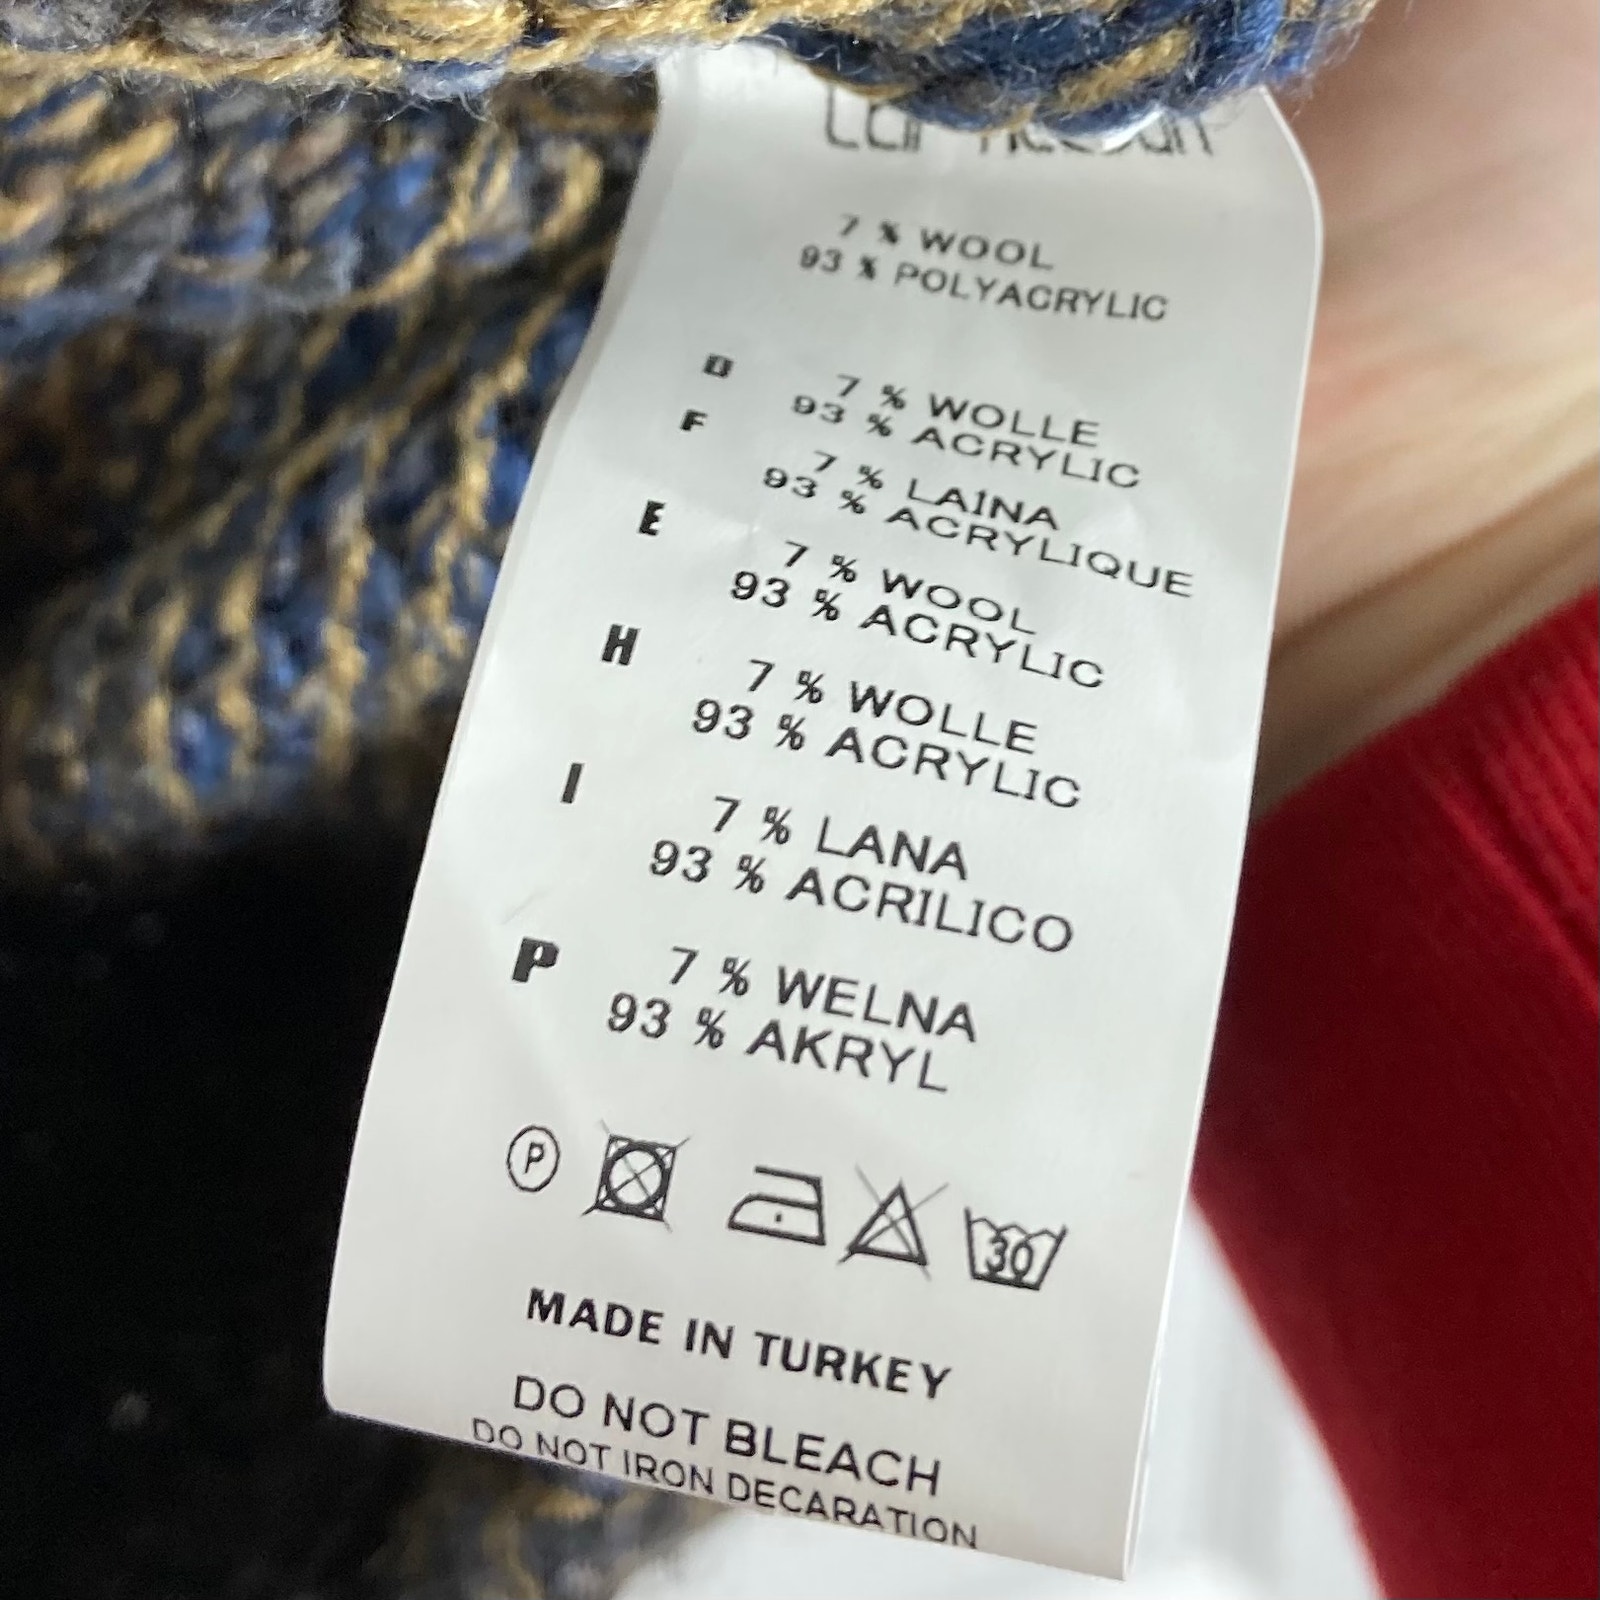 7 % WOOL
93 % POLYACRYLIC
D 7 % WOLLE
93 % ACRYLIC
F 7 % LAINA
93 % ACRYLIQUE
E 7 % WOOL
93 % ACRYLIC
H 7 % WOLLE
93 % ACRYLIC
I 7 % LANA
93 % ACRILICO
P 7 % WELNA
93 % AKRYL
P
30
MADE IN TURKEY
DO NOT BLEACH
DO NOT IRON DECARATION